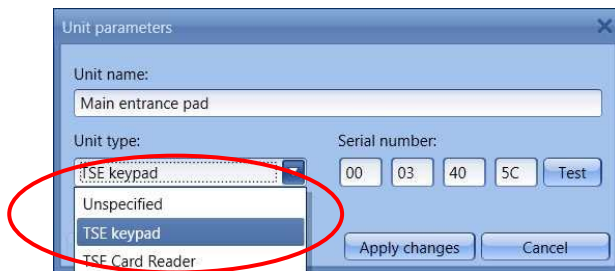 Unit parameters
Unit name:
Main entrance pad
Unit type: Serial number:
TSE keypad 00 03 40 5C Test
Unspecified
TSE keypad
TSE Card Reader
Apply changes Cancel